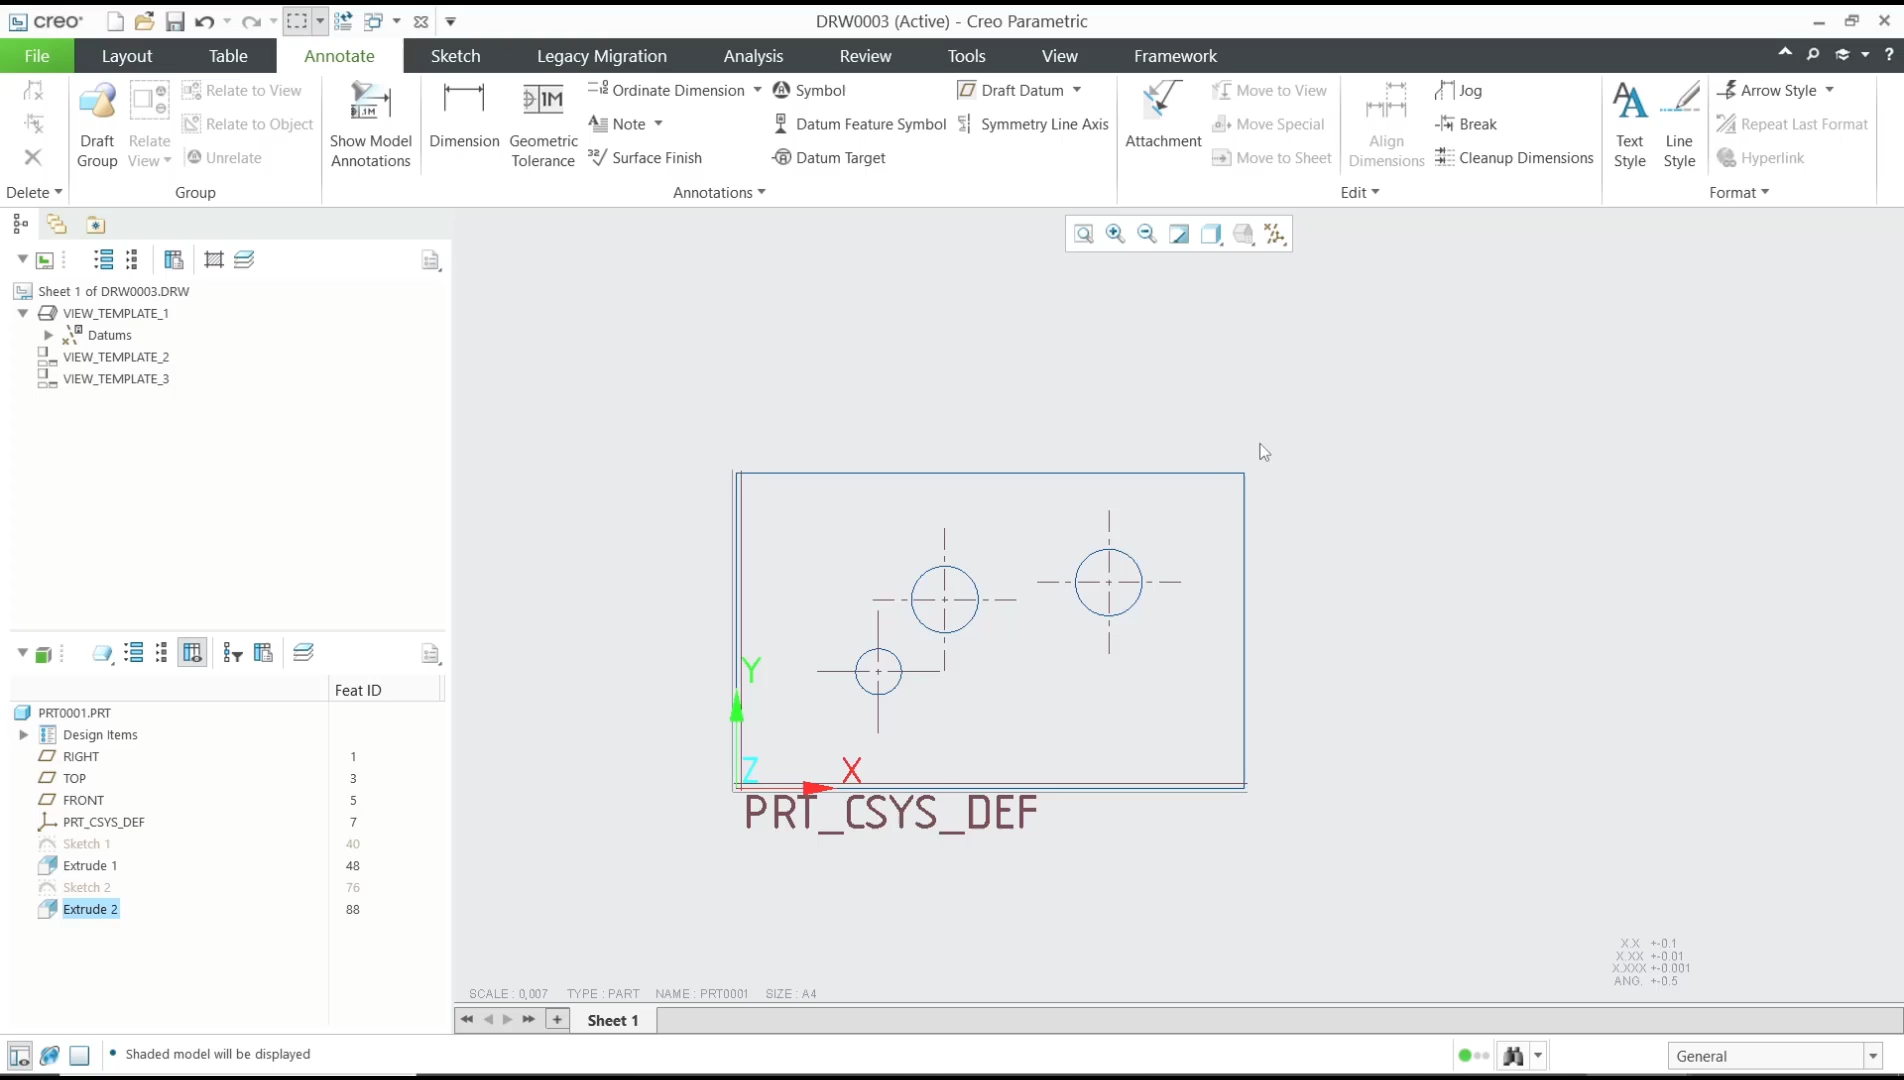 creo° DRW0003 (Active) - Creo Parametric
File Layout Table Annotate Sketch Legacy Migration Analysis Review Tools View Framework
Relate to View Ordinate Dimension Symbol Draft Datum Move to View Jog Arrow Style
Relate to Object Note Datum Feature Symbol Symmetry Line Axis Move Special Break Repeat Last Format
Draft Group Relate View Show Model Annotations Dimension Geometric Tolerance Attachment Align Dimensions Text Style Line Style
Unrelate Surface Finish Datum Target Move to Sheet Cleanup Dimensions Hyperlink
Delete Group Annotations Edit Format
Sheet 1 of DRW0003.DRW
VIEW_TEMPLATE_1
Datums
VIEW_TEMPLATE_2
VIEW_TEMPLATE_3
Feat ID
PRT0001.PRT
Design Items
RIGHT 1
TOP 3
FRONT 5
PRT_CSYS_DEF 7
Sketch 1 40
Extrude 1 48
Sketch 2 76
Extrude 2 88
Y
Z X
PRT_CSYS_DEF
X.X +-0.1
X.XX +-0.01
X.XXX +-0.001
ANG. +-0.5
SCALE : 0,007 TYPE : PART NAME : PRT0001 SIZE : A4
Sheet 1
Shaded model will be displayed
General